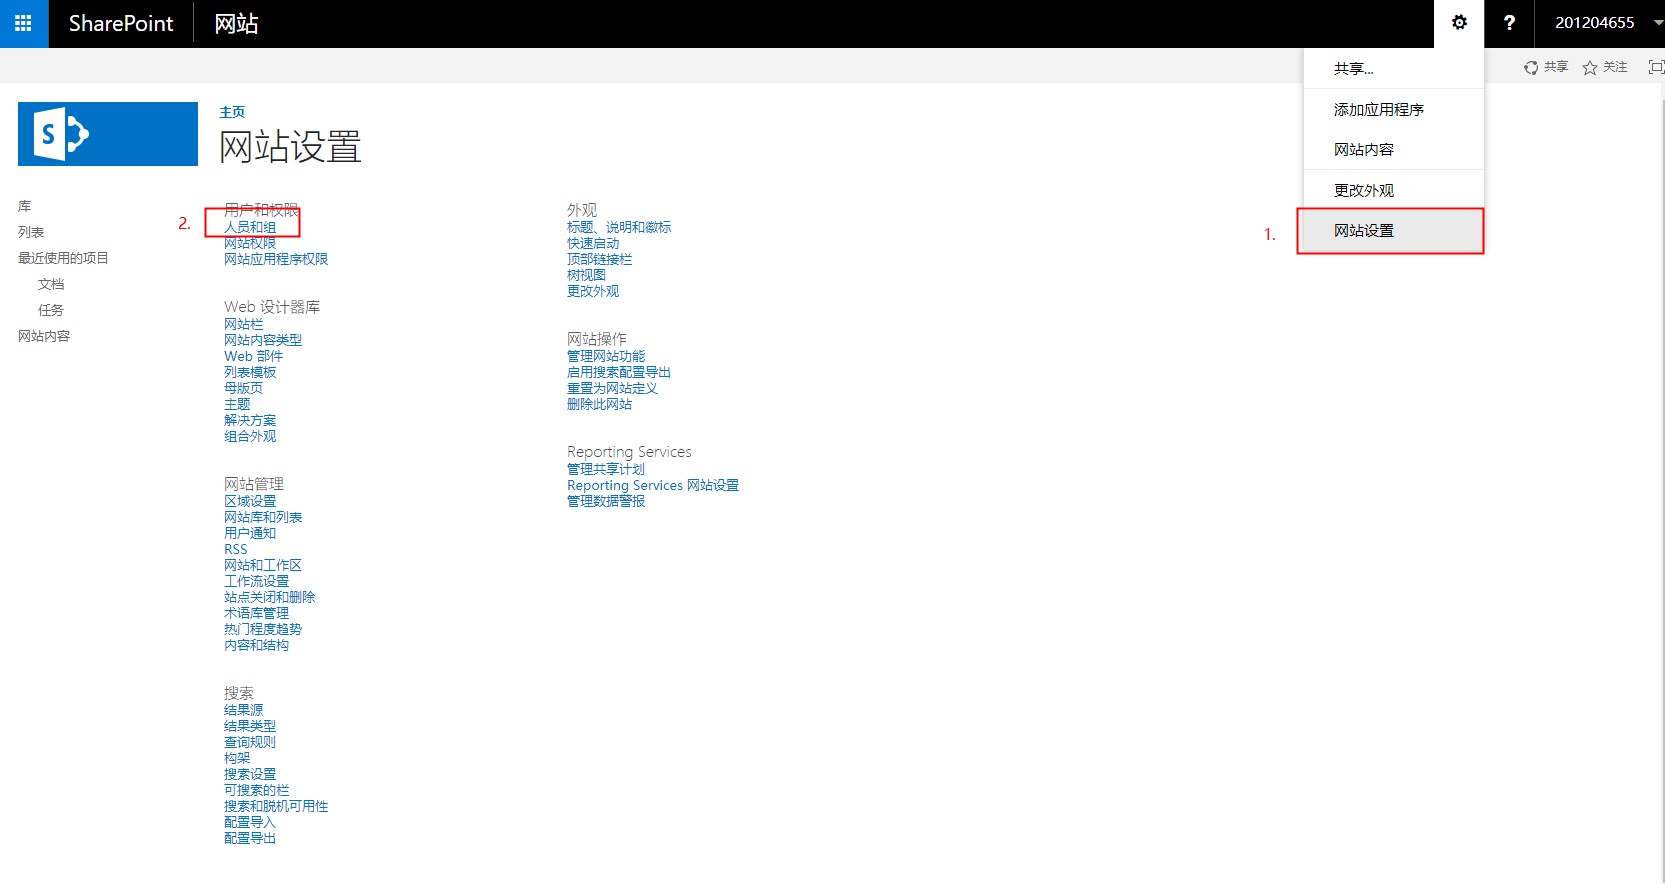 SharePoint
网站
?
201204655
共享...
添加应用程序
网站内容
更改外观
1.
网站设置
共享
关注
S
主页
网站设置
库
列表
最近使用的项目
文档
任务
网站内容
2.
用户和权限
人员和组
网站权限
网站应用程序权限
Web 设计器库
网站栏
网站内容类型
Web 部件
列表模板
母版页
主题
解决方案
组合外观
网站管理
区域设置
网站库和列表
用户通知
RSS
网站和工作区
工作流设置
站点关闭和删除
术语库管理
热门程度趋势
内容和结构
搜索
结果源
结果类型
查询规则
构架
搜索设置
可搜索的栏
搜索和脱机可用性
配置导入
配置导出
外观
标题、说明和徽标
快速启动
顶部链接栏
树视图
更改外观
网站操作
管理网站功能
启用搜索配置导出
重置为网站定义
删除此网站
Reporting Services
管理共享计划
Reporting Services 网站设置
管理数据警报